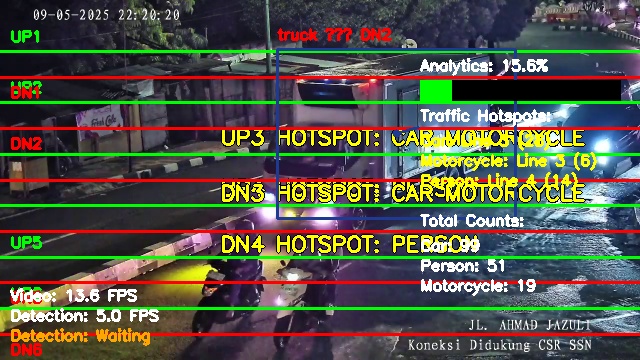 09-05-2025 22:20:20
UP1
truck ??? DN2
Analytics: 15.6%
DN1
Traffic Hotspots:
DN2
UP3 HOTSPOT: CAR-MOTORCYCLE
Motorcycle: Line 3 (6)
Person: Line 4 (14)
DN3 HOTSPOT: CAR-MOTORCYCLE
Total Counts:
UP5
DN4 HOTSPOT: PERSON
Person: 51
Motorcycle: 19
Video: 13.6 FPS
Detection: 5.0 FPS
Detection: Waiting
DN6
JL. AHMAD JAZULI
Koneksi Didukung CSR SSN